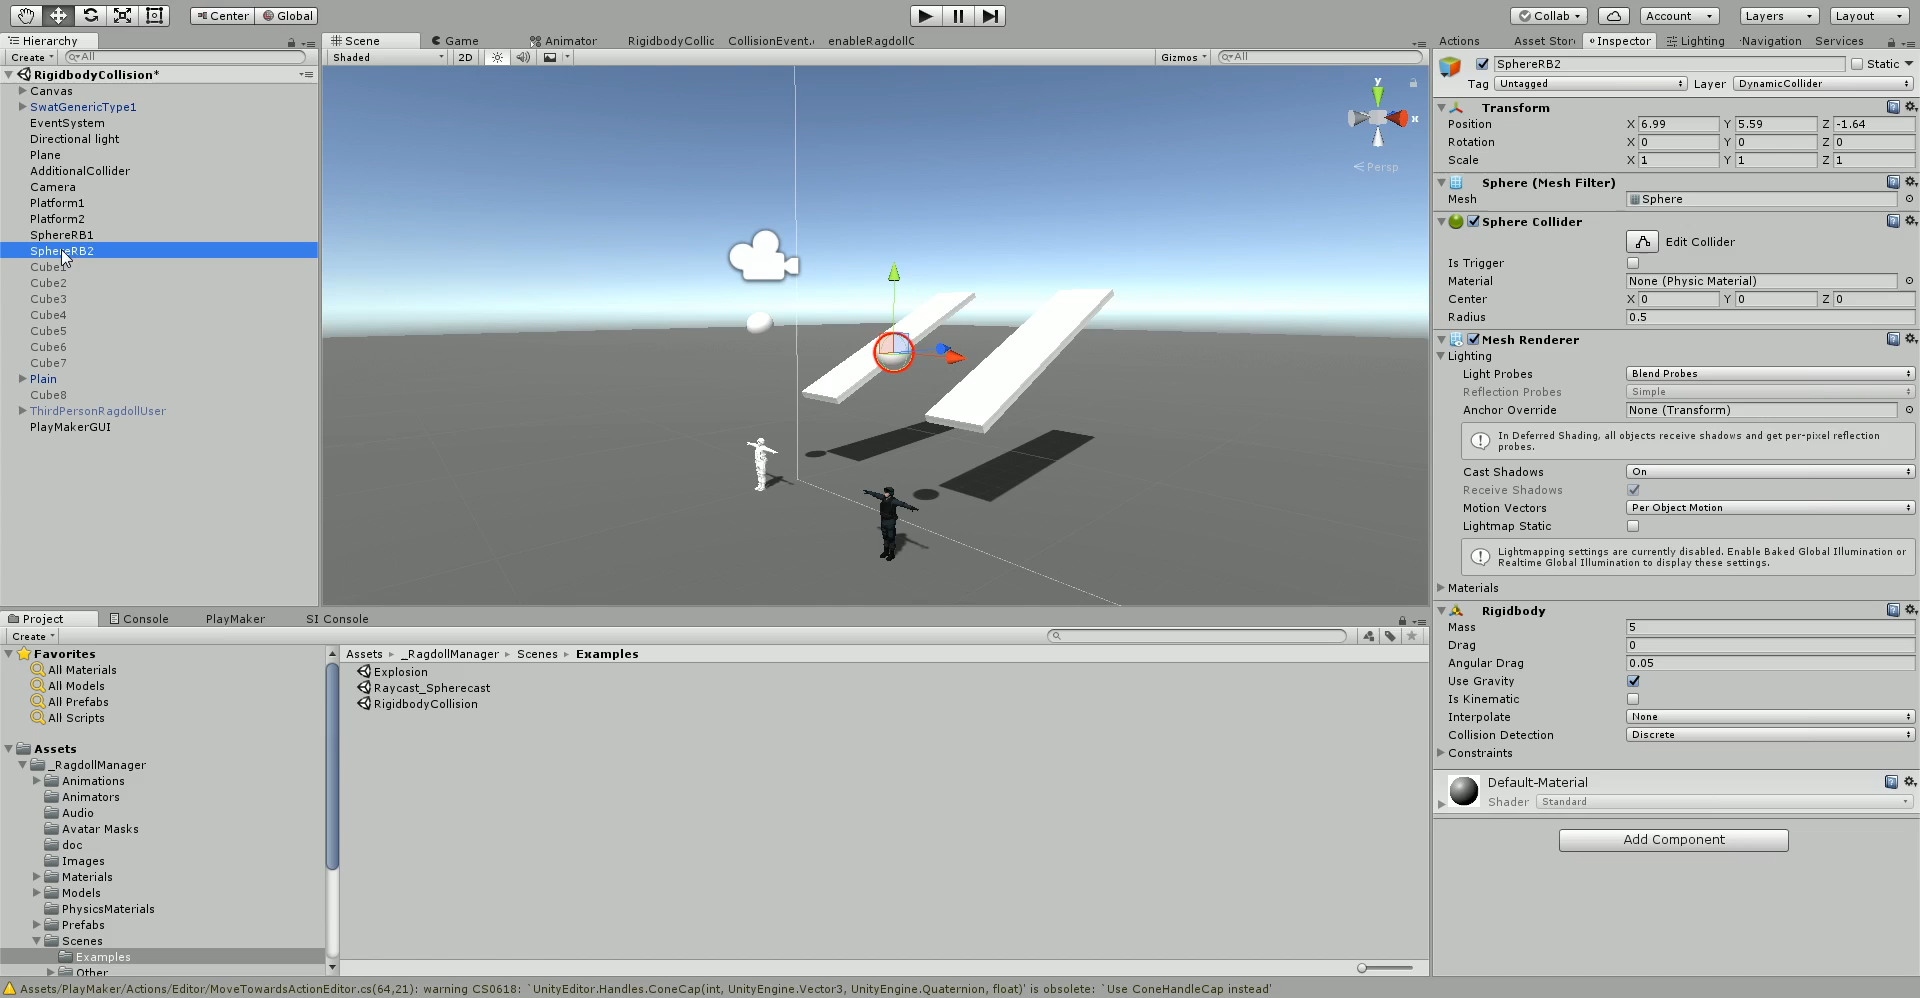 Center Global Collab Account Layers Layout
Hierarchy
Create All
RigidbodyCollision*
Canvas
SwatGenericType1
EventSystem
Directional light
Plane
AdditionalCollider
Camera
Platform1
Platform2
SphereRB1
SphereRB2
Cube1
Cube2
Cube3
Cube4
Cube5
Cube6
Cube7
Plain
Cube8
ThirdPersonRagdollUser
PlayMakerGUI
Scene Game Animator RigidbodyCollic CollisionEvent. enableRagdollC
Shaded 2D Gizmos All
y
x
Persp
Actions Asset Stor Inspector Lighting Navigation Services
SphereRB2 Static
Tag Untagged Layer DynamicCollider
Transform
Position X 6.99 Y 5.59 Z -1.64
Rotation X 0 Y 0 Z 0
Scale X 1 Y 1 Z 1
Sphere (Mesh Filter)
Mesh Sphere
Sphere Collider
Edit Collider
Is Trigger
Material None (Physic Material)
Center X 0 Y 0 Z 0
Radius 0.5
Mesh Renderer
Lighting
Light Probes Blend Probes
Reflection Probes Simple
Anchor Override None (Transform)
In Deferred Shading, all objects receive shadows and get per-pixel reflection
probes.
Cast Shadows On
Receive Shadows
Motion Vectors Per Object Motion
Lightmap Static
Lightmapping settings are currently disabled. Enable Baked Global Illumination or
Realtime Global Illumination to display these settings.
Materials
Rigidbody
Mass 5
Drag 0
Angular Drag 0.05
Use Gravity
Is Kinematic
Interpolate None
Collision Detection Discrete
Constraints
Default-Material
Shader Standard
Add Component
Project Console PlayMaker SI Console
Create
Favorites
All Materials
All Models
All Prefabs
All Scripts
Assets
_RagdollManager
Animations
Animators
Audio
Avatar Masks
doc
Images
Materials
Models
PhysicsMaterials
Prefabs
Scenes
Examples
Other
Assets _RagdollManager Scenes Examples
Explosion
Raycast_Spherecast
RigidbodyCollision
Assets/PlayMaker/Actions/Editor/MoveTowardsActionEditor.cs(64,21): warning CS0618: `UnityEditor.Handles.ConeCap(int, UnityEngine.Vector3, UnityEngine.Quaternion, float)' is obsolete: `Use ConeHandleCap instead'